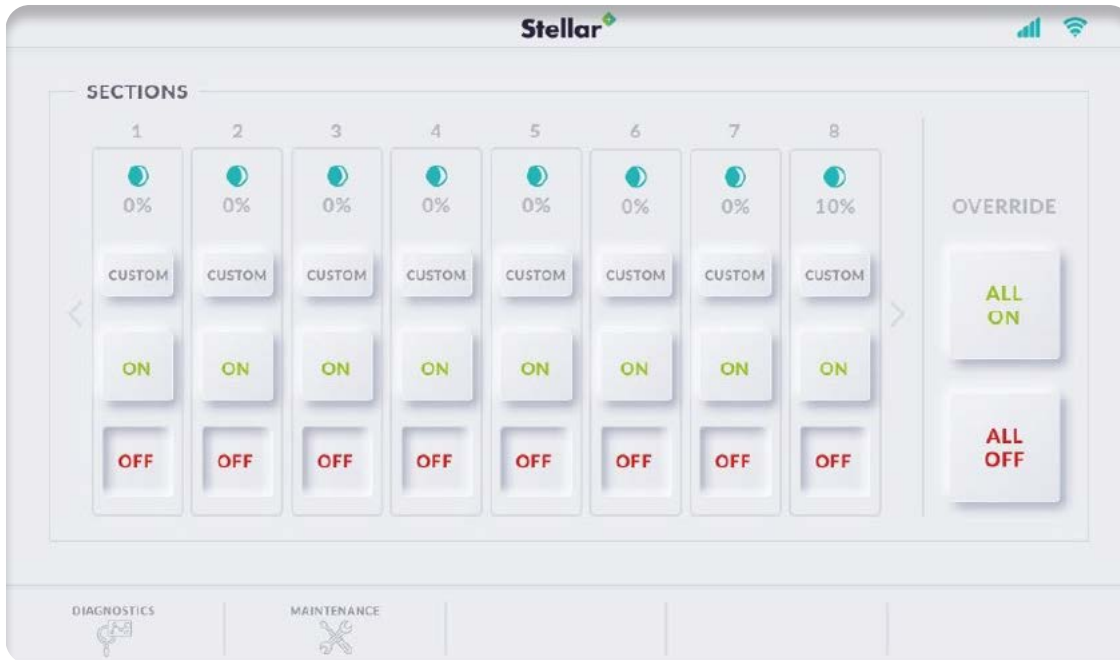 Stellar
SECTIONS
1 2 3 4 5 6 7 8
0% 0% 0% 0% 0% 0% 0% 10%
OVERRIDE
CUSTOM CUSTOM CUSTOM CUSTOM CUSTOM CUSTOM CUSTOM CUSTOM
ALL
ON
ON ON ON ON ON ON ON ON
OFF OFF OFF OFF OFF OFF OFF OFF
ALL
OFF
DIAGNOSTICS
MAINTENANCE